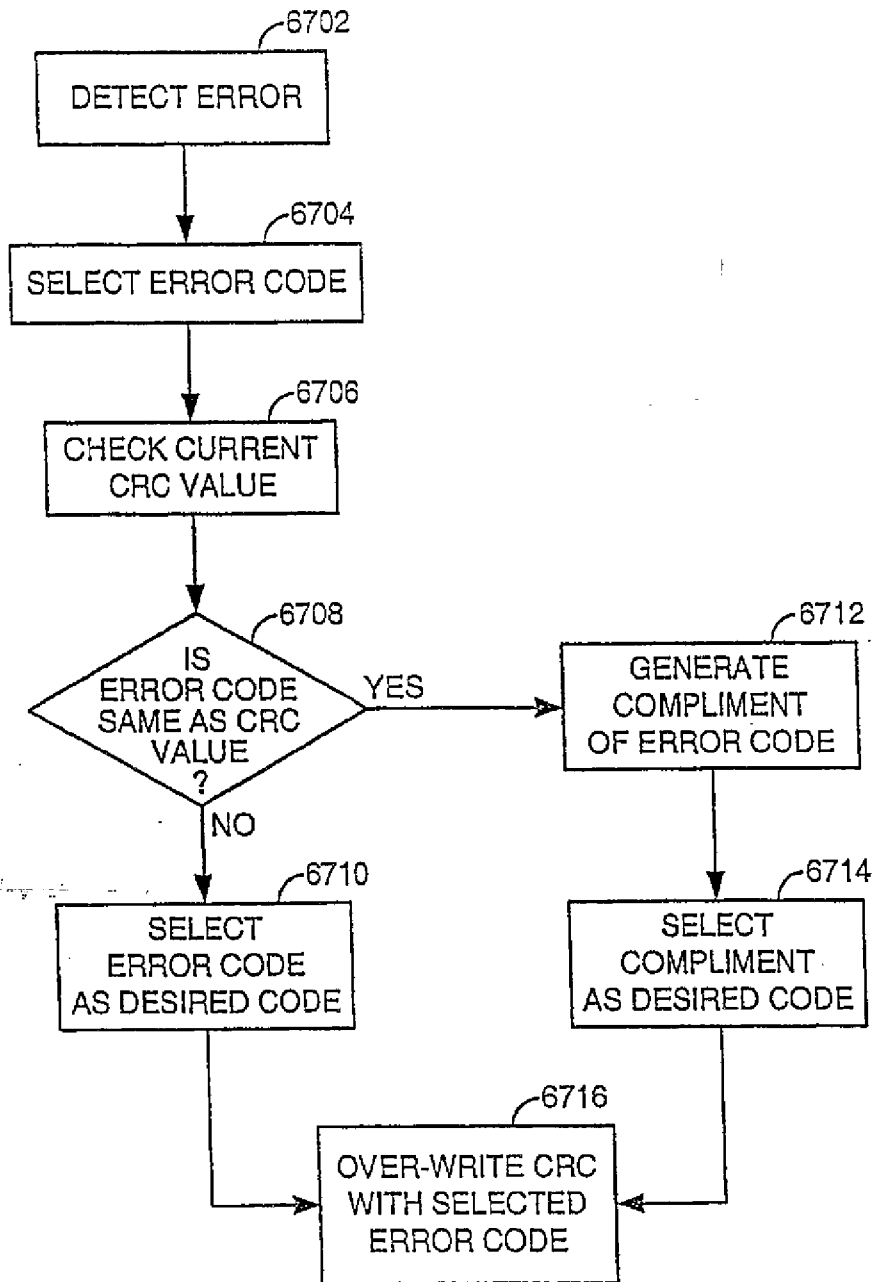 6702
DETECT ERROR
6704
SELECT ERROR CODE
6706
CHECK CURRENT
CRC VALUE
6708
IS
ERROR CODE
SAME AS CRC
VALUE
?
YES
NO
6712
GENERATE
COMPLIMENT
OF ERROR CODE
6710
SELECT
ERROR CODE
AS DESIRED CODE
6714
SELECT
COMPLIMENT
AS DESIRED CODE
6716
OVER-WRITE CRC
WITH SELECTED
ERROR CODE